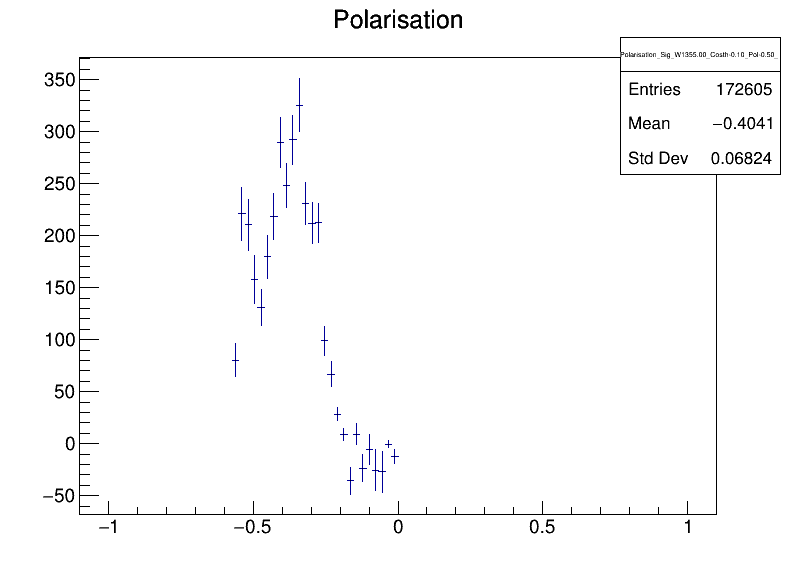 Polarisation
Polarisation_Sig_W1355.00_Costh-0.10_Pol-0.50_
Entries 172605
Mean −0.4041
Std Dev 0.06824
350
300
250
200
150
100
50
0
−50
−1 −0.5 0 0.5 1